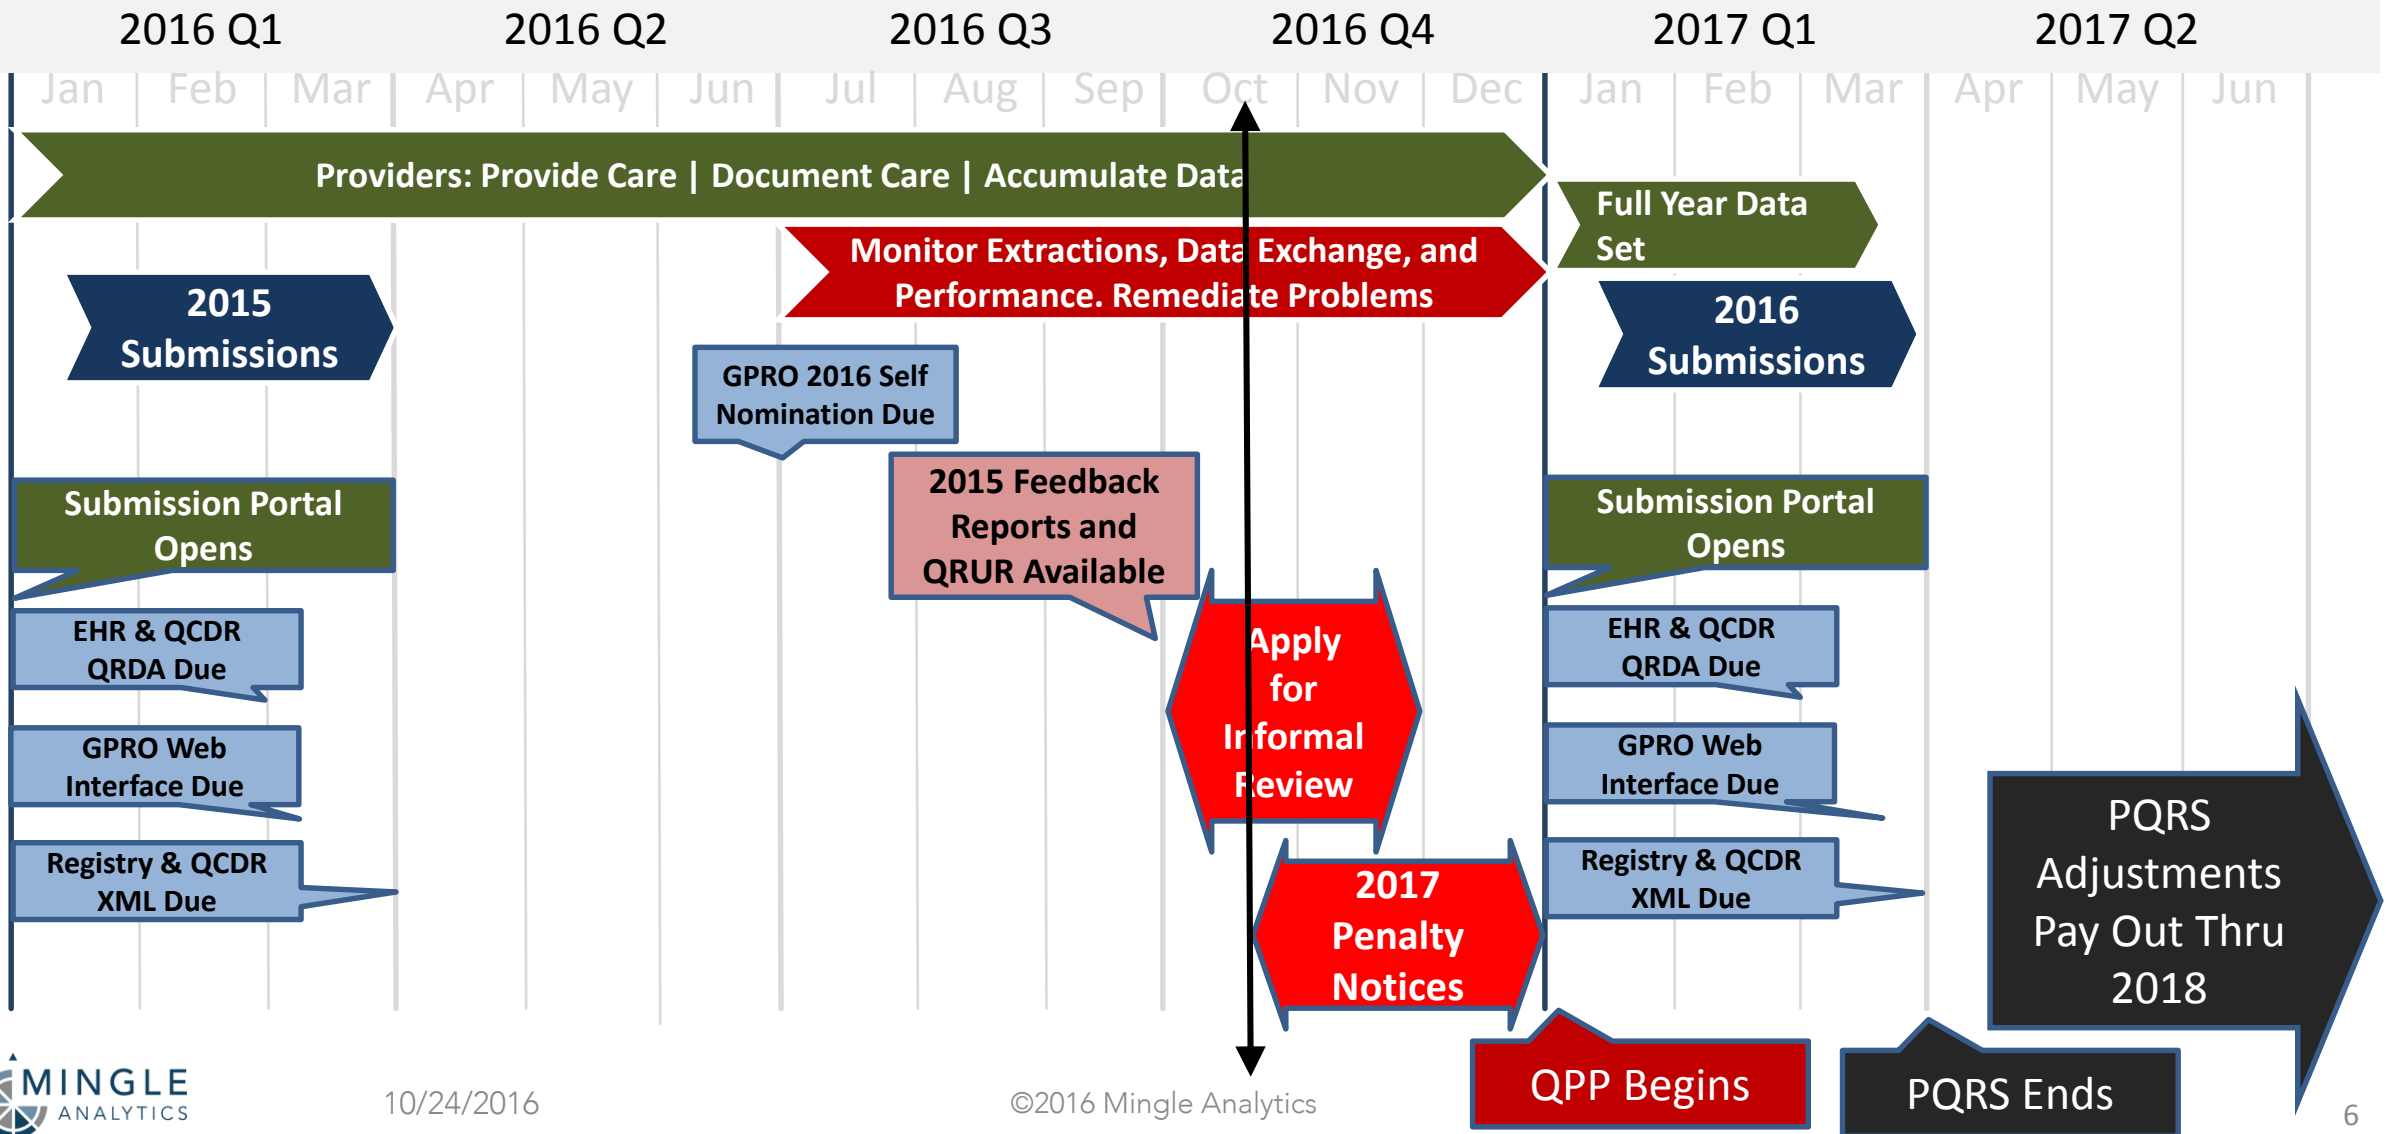 2016 Q1 2016 Q2 2016 Q3 2016 Q4 2017 Q1 2017 Q2
Jan Feb Mar Apr May Jun Jul Aug Sep Oct Nov Dec Jan Feb Mar Apr May Jun
Providers: Provide Care | Document Care | Accumulate Data
Full Year Data
Set
Monitor Extractions, Data Exchange, and
Performance. Remediate Problems
2015
Submissions
2016
Submissions
GPRO 2016 Self
Nomination Due
2015 Feedback
Reports and
QRUR Available
Submission Portal
Opens
Submission Portal
Opens
EHR & QCDR
QRDA Due
Apply
for
Informal
Review
EHR & QCDR
QRDA Due
GPRO Web
Interface Due
GPRO Web
Interface Due
Registry & QCDR
XML Due
2017
Penalty
Notices
Registry & QCDR
XML Due
PQRS
Adjustments
Pay Out Thru
2018
QPP Begins
PQRS Ends
MINGLE
ANALYTICS
10/24/2016
©2016 Mingle Analytics
6